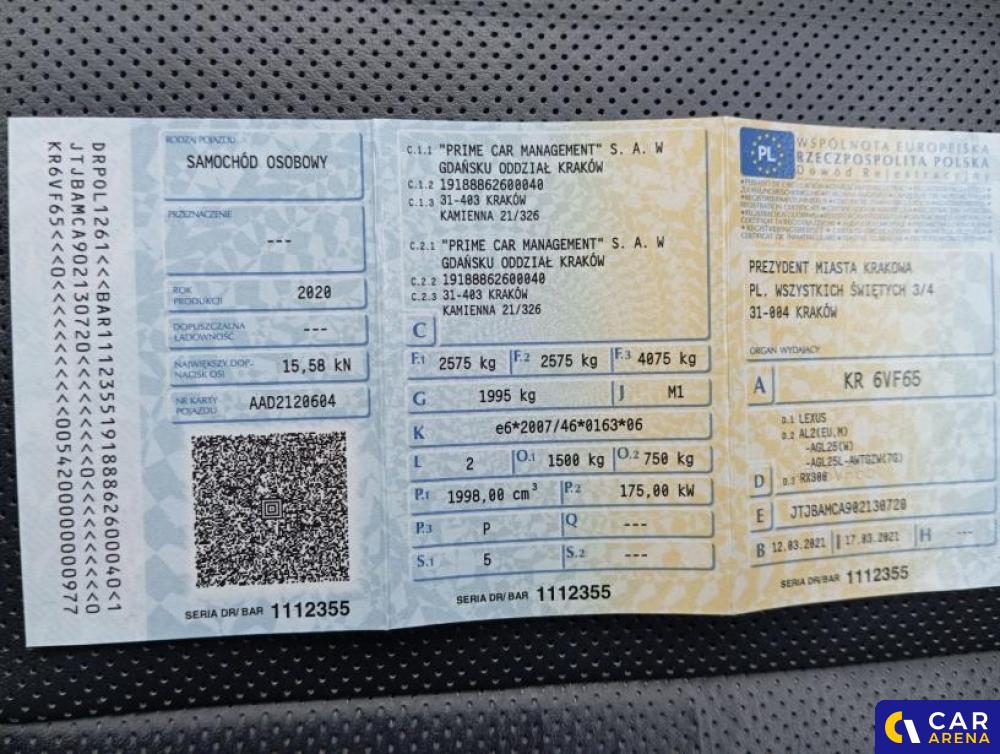 DRPOL1261<<<BAR111235519188862600040<1
JTJBAMCA902130720<<<<<<<<<<<0<<<<<<<<0
RODZAJ POJAZDU
SAMOCHÓD OSOBOWY
PRZEZNACZENIE
---
ROK PRODUKCJI
2020
DOPUSZCZALNA ŁADOWNOŚĆ
---
NAJWIĘKSZY DOP. NACISK OSI
15,58 kN
NR KARTY POJAZDU
AAD2120604
SERIA DR/BAR 1112355
C.1.1 "PRIME CAR MANAGEMENT" S. A. W
GDAŃSKU ODDZIAŁ KRAKÓW
C.1.2 19188862600040
C.1.3 31-403 KRAKÓW
KAMIENNA 21/326
C.2.1 "PRIME CAR MANAGEMENT" S. A. W
GDAŃSKU ODDZIAŁ KRAKÓW
C.2.2 19188862600040
C.2.3 31-403 KRAKÓW
KAMIENNA 21/326
C
F.1 2575 kg F.2 2575 kg F.3 4075 kg
G 1995 kg J M1
K e6*2007/46*0163*06
L 2 O.1 1500 kg O.2 750 kg
P.1 1998,00 cm³ P.2 175,00 kW
P.3 P Q ---
S.1 5 S.2 ---
SERIA DR/BAR 1112355
PL
WSPÓLNOTA EUROPEJSKA
RZECZPOSPOLITA POLSKA
Dowód Rejestracyjny
PREZYDENT MIASTA KRAKOWA
PL. WSZYSTKICH ŚWIĘTYCH 3/4
31-004 KRAKÓW
ORGAN WYDAJĄCY
A KR 6VF65
D.1 LEXUS
D.2 AL2(EU,M)
-AGL25(W)
-AGL25L-AWTGZW(7G)
D D.3 RX300
E JTJBAMCA902130720
B 12.03.2021 I 17.03.2021 H ---
SERIA DR/BAR 1112355
CAR
ARENA